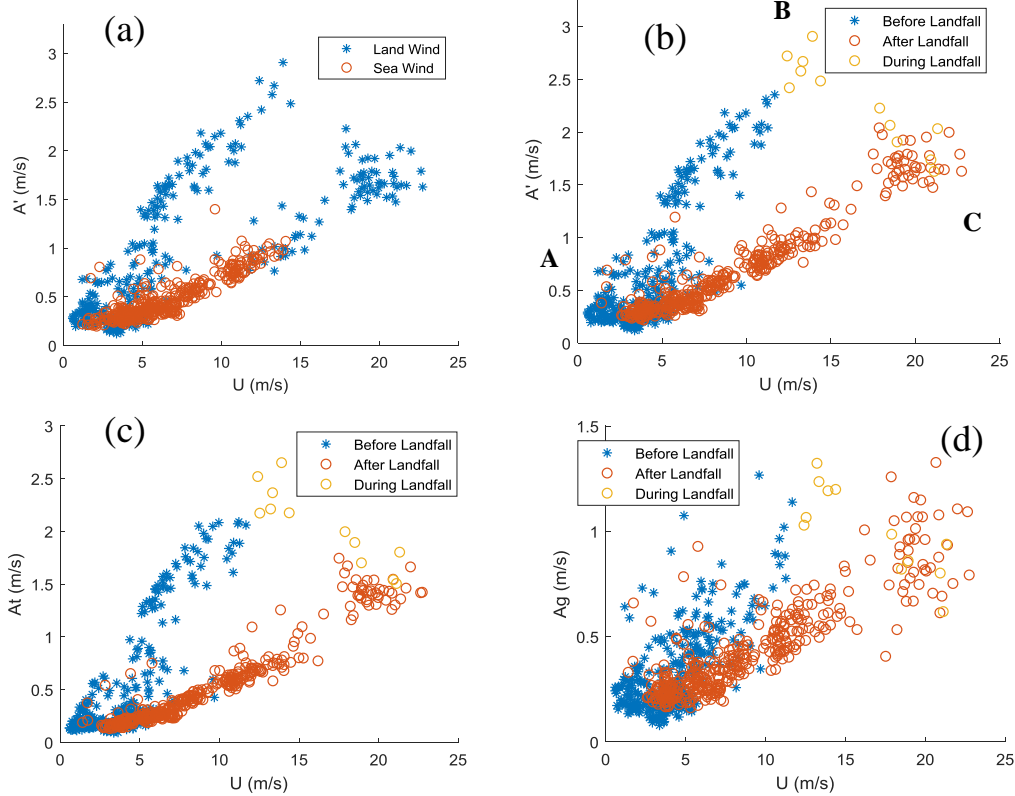 (a)
Land Wind
Sea Wind
3
2.5
2
1.5
1
0.5
0
A' (m/s)
0 5 10 15 20 25
U (m/s)
B
(b)
Before Landfall
After Landfall
During Landfall
3
2.5
2
1.5
1
0.5
0
A' (m/s)
A
C
0 5 10 15 20 25
U (m/s)
(c)
Before Landfall
After Landfall
During Landfall
3
2.5
2
1.5
1
0.5
0
At (m/s)
0 5 10 15 20 25
U (m/s)
(d)
Before Landfall
After Landfall
During Landfall
1.5
1
0.5
0
Ag (m/s)
0 5 10 15 20 25
U (m/s)